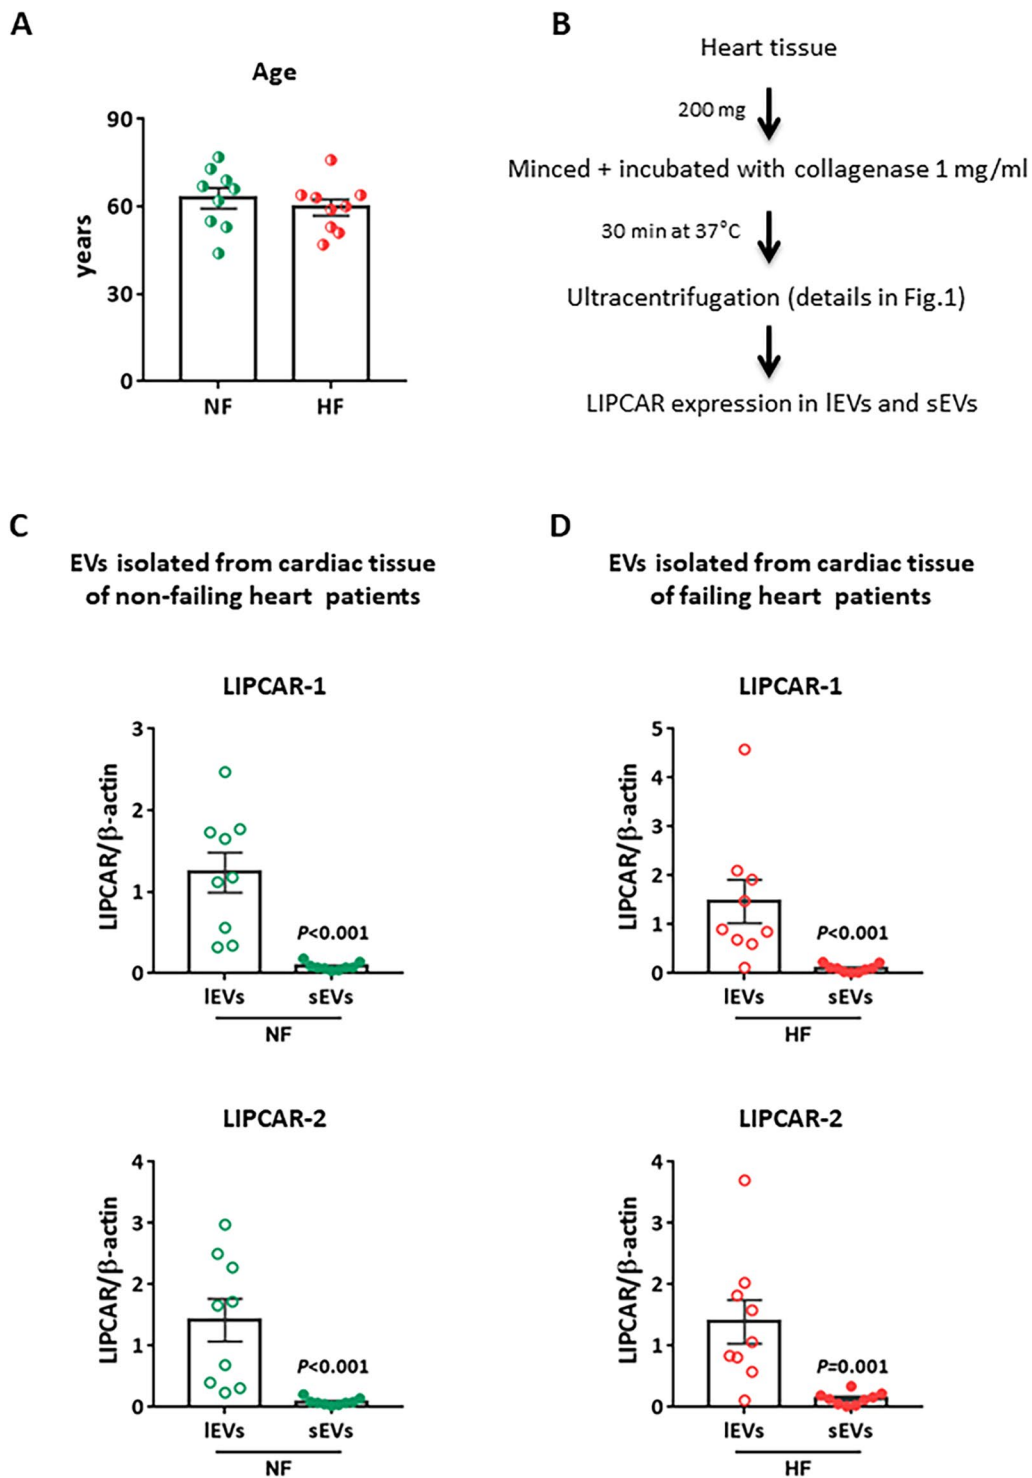 A
Age
90
60
30
0
years
NF
HF
B
Heart tissue
200 mg
Minced + incubated with collagenase 1 mg/ml
30 min at 37°C
Ultracentrifugation (details in Fig.1)
LIPCAR expression in lEVs and sEVs
C
EVs isolated from cardiac tissue
of non-failing heart patients
LIPCAR-1
3
2
1
0
LIPCAR/β-actin
P<0.001
lEVs
sEVs
NF
LIPCAR-2
4
3
2
1
0
LIPCAR/β-actin
P<0.001
lEVs
sEVs
NF
D
EVs isolated from cardiac tissue
of failing heart patients
LIPCAR-1
5
4
3
2
1
0
LIPCAR/β-actin
P<0.001
lEVs
sEVs
HF
LIPCAR-2
4
3
2
1
0
LIPCAR/β-actin
P=0.001
lEVs
sEVs
HF